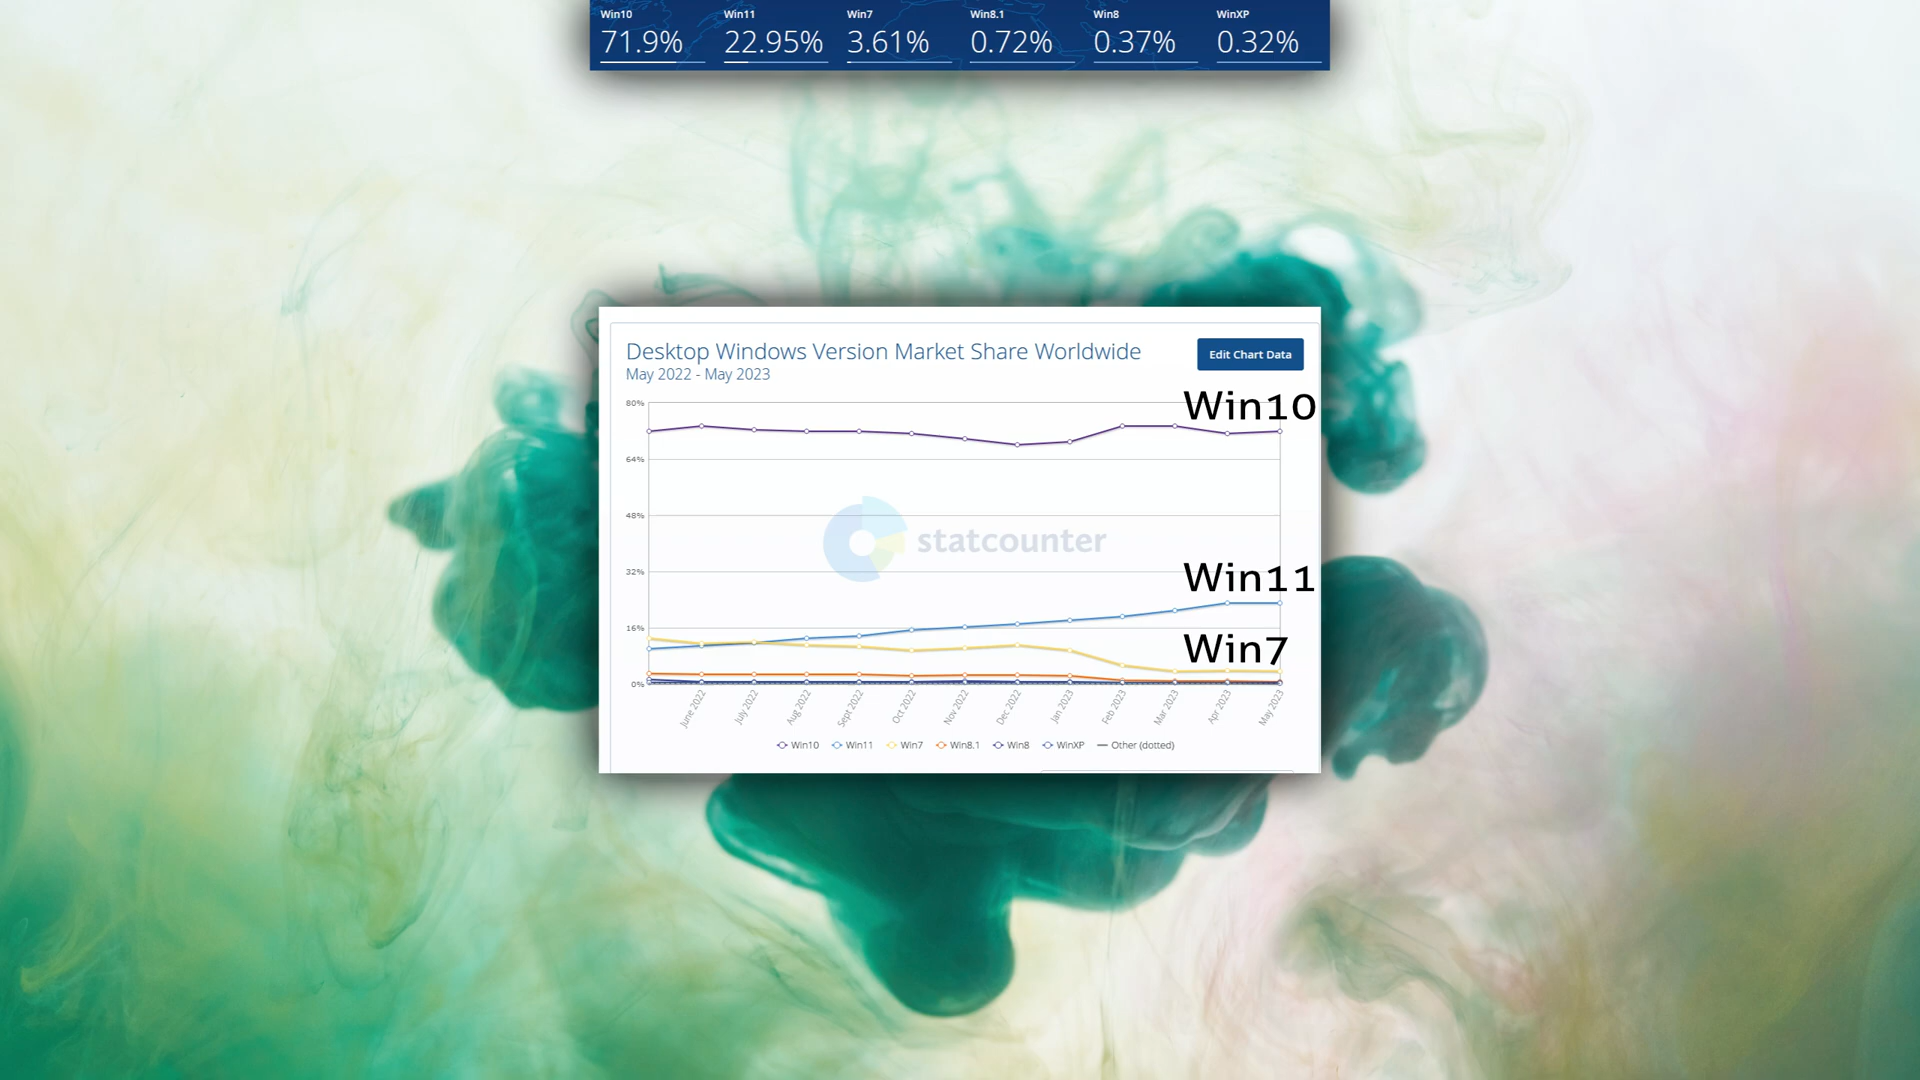 Win10 Win11 Win7 Win8.1 Win8 WinXP
71.9% 22.95% 3.61% 0.72% 0.37% 0.32%
Desktop Windows Version Market Share Worldwide
Edit Chart Data
May 2022 - May 2023
Win10
80%
64%
48%
statcounter
32%
Win11
16%
Win7
0%
June 2022 July 2022 Aug 2022 Sept 2022 Oct 2022 Nov 2022 Dec 2022 Jan 2023 Feb 2023 Mar 2023 Apr 2023 May 2023
Win10 Win11 Win7 Win8.1 Win8 WinXP Other (dotted)